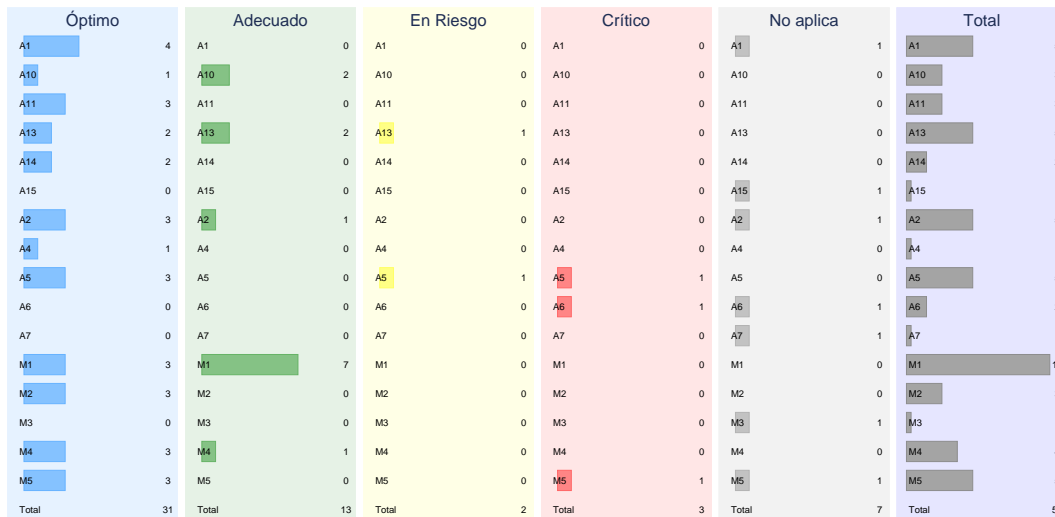 Óptimo Adecuado En Riesgo Crítico No aplica Total
A1 4 A1 0 A1 0 A1 0 A1 1 A1
A10 1 A10 2 A10 0 A10 0 A10 0 A10
A11 3 A11 0 A11 0 A11 0 A11 0 A11
A13 2 A13 2 A13 1 A13 0 A13 0 A13
A14 2 A14 0 A14 0 A14 0 A14 0 A14
A15 0 A15 0 A15 0 A15 0 A15 1 A15
A2 3 A2 1 A2 0 A2 0 A2 1 A2
A4 1 A4 0 A4 0 A4 0 A4 0 A4
A5 3 A5 0 A5 1 A5 1 A5 0 A5
A6 0 A6 0 A6 0 A6 1 A6 1 A6
A7 0 A7 0 A7 0 A7 0 A7 1 A7
M1 3 M1 7 M1 0 M1 0 M1 0 M1
M2 3 M2 0 M2 0 M2 0 M2 0 M2
M3 0 M3 0 M3 0 M3 0 M3 1 M3
M4 3 M4 1 M4 0 M4 0 M4 0 M4
M5 3 M5 0 M5 0 M5 1 M5 1 M5
Total 31 Total 13 Total 2 Total 3 Total 7 Total